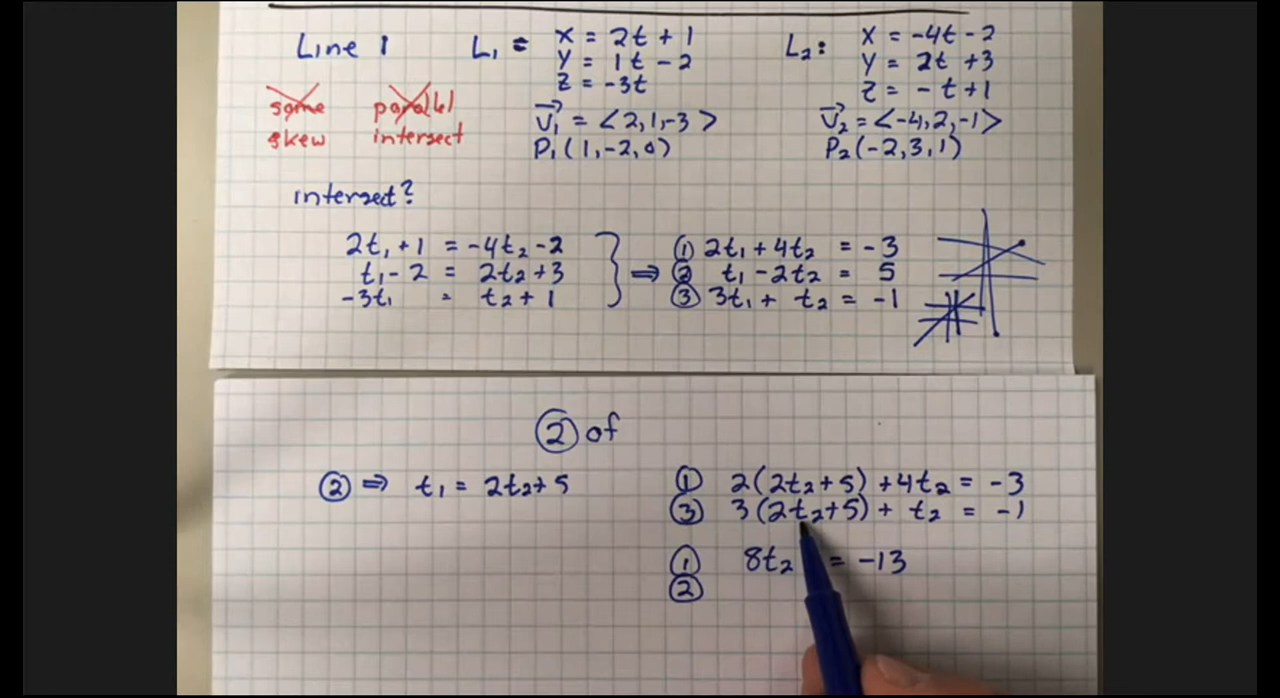 Line 1 L₁ = x = 2t + 1 L₂: x = -4t - 2
y = 1t - 2 y = 2t + 3
z = -3t z = -t + 1
same parallel v₁ = <2, 1, -3> v₂ = <-4, 2, -1>
skew intersect P₁(1, -2, 0) P₂(-2, 3, 1)
intersect?
2t₁ + 1 = -4t₂ - 2 ① 2t₁ + 4t₂ = -3
t₁ - 2 = 2t₂ + 3 ⇒ ② t₁ - 2t₂ = 5
-3t₁ = t₂ + 1 ③ 3t₁ + t₂ = -1
② of
② ⇒ t₁ = 2t₂ + 5 ① 2(2t₂ + 5) + 4t₂ = -3
③ 3(2t₂ + 5) + t₂ = -1
① 8t₂ = -13
②